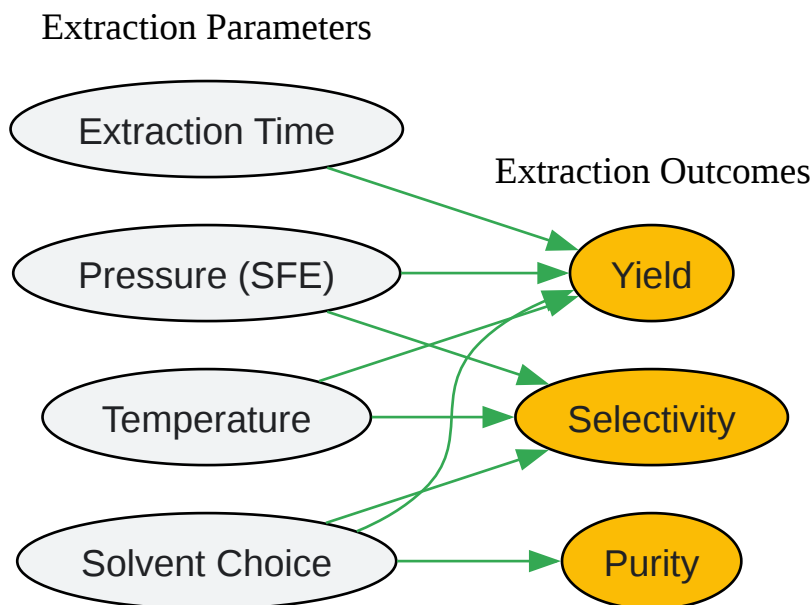 Extraction Parameters
Extraction Time
Extraction Outcomes
Pressure (SFE)
Yield
Temperature
Selectivity
Solvent Choice
Purity